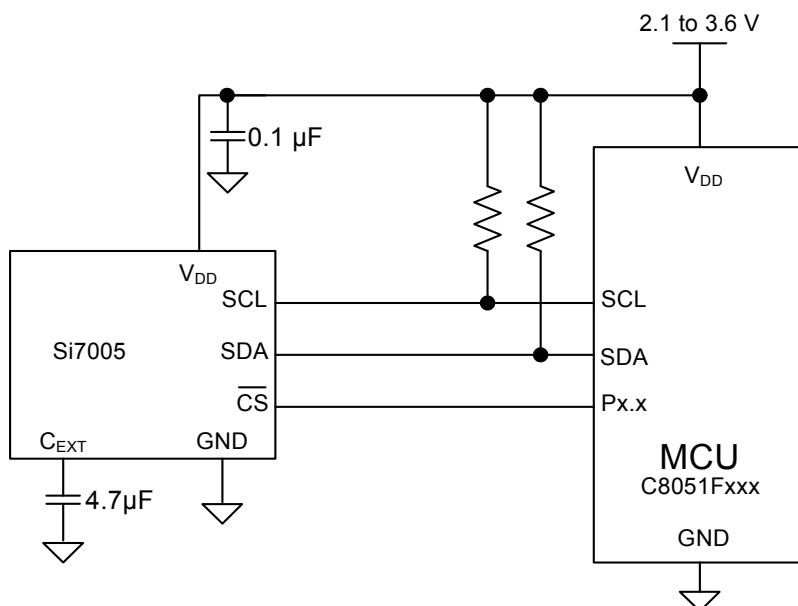 2.1 to 3.6 V
0.1 µF
VDD
VDD
SCL
SCL
Si7005
SDA
SDA
CS
Px.x
CEXT
GND
MCU
C8051Fxxx
4.7µF
GND